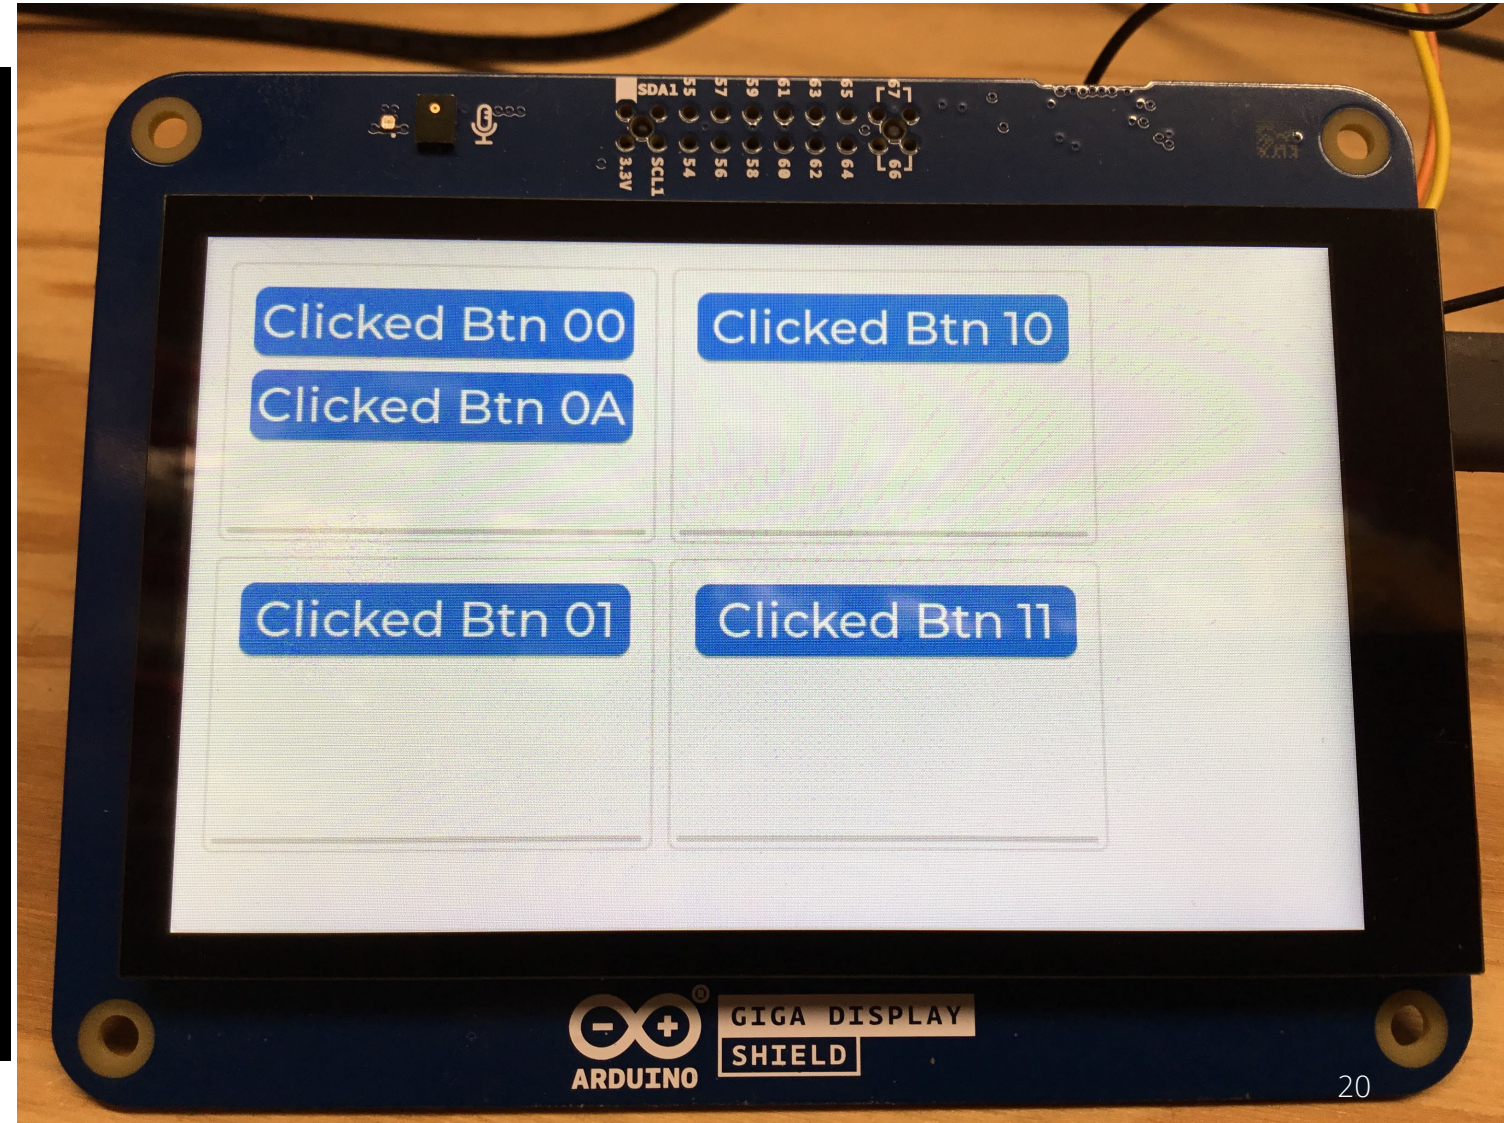 SDA1 55 57 59 61 63 65 67
3.3V SCL1 54 56 58 60 62 64 66
Clicked Btn 00
Clicked Btn 10
Clicked Btn 0A
Clicked Btn 01
Clicked Btn 11
®
GIGA DISPLAY
SHIELD
ARDUINO
20